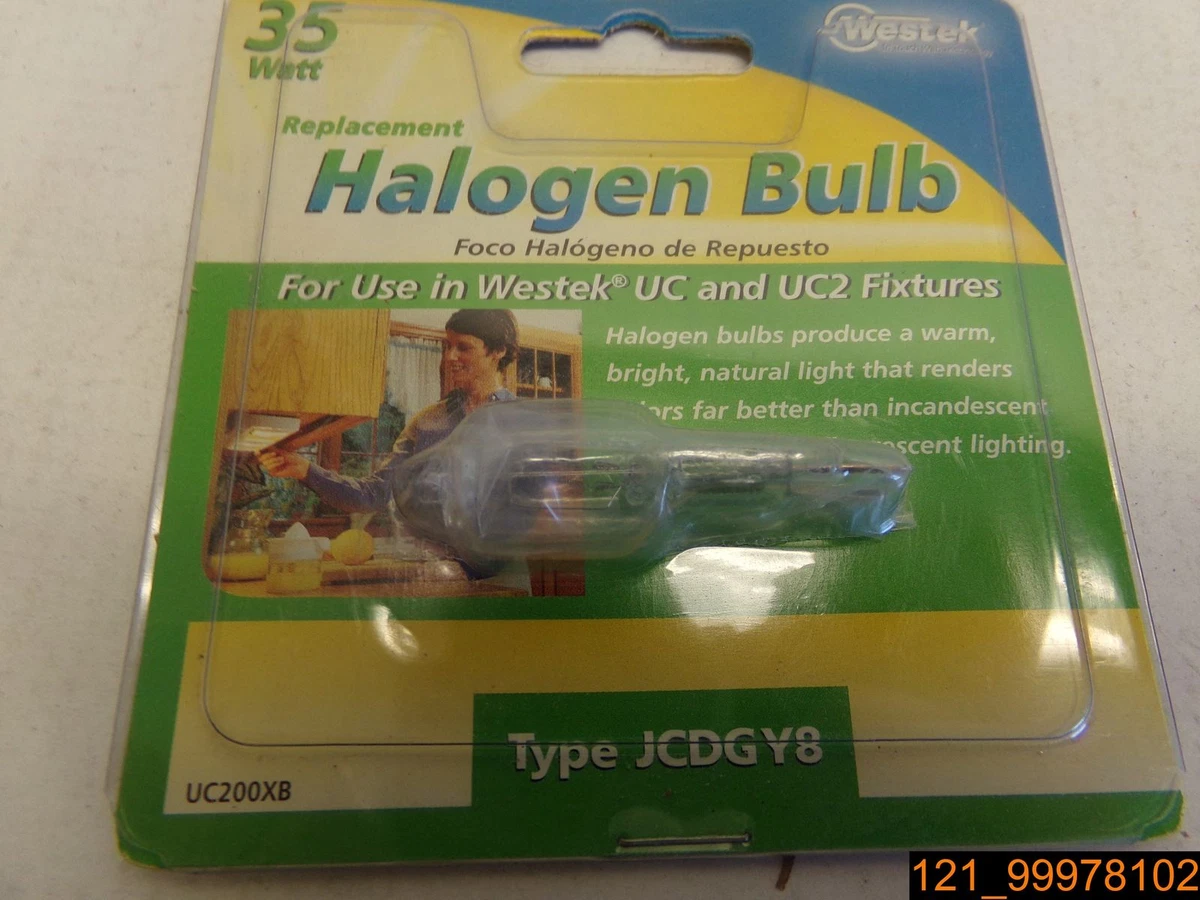 35
Watt
Westek
Replacement
Halogen Bulb
Foco Halógeno de Repuesto
For Use in Westek® UC and UC2 Fixtures
Halogen bulbs produce a warm,
bright, natural light that renders
far better than incandescent
lighting.
Type JCDGY8
UC200XB
121_99978102